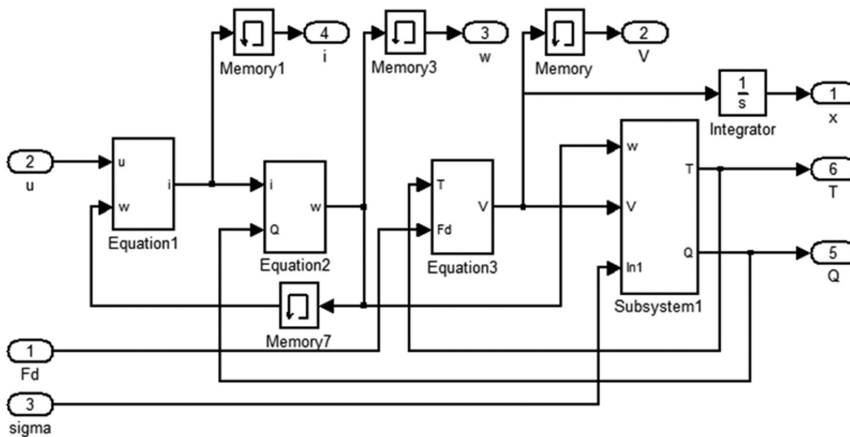 4
3
2
Memory1
i
Memory3
w
Memory
V
1
s
1
Integrator
x
2
u
u
w
i
Equation1
i
Q
w
Equation2
T
Fd
V
Equation3
w
V
In1
T
Q
Subsystem1
6
T
5
Q
Memory7
1
Fd
3
sigma